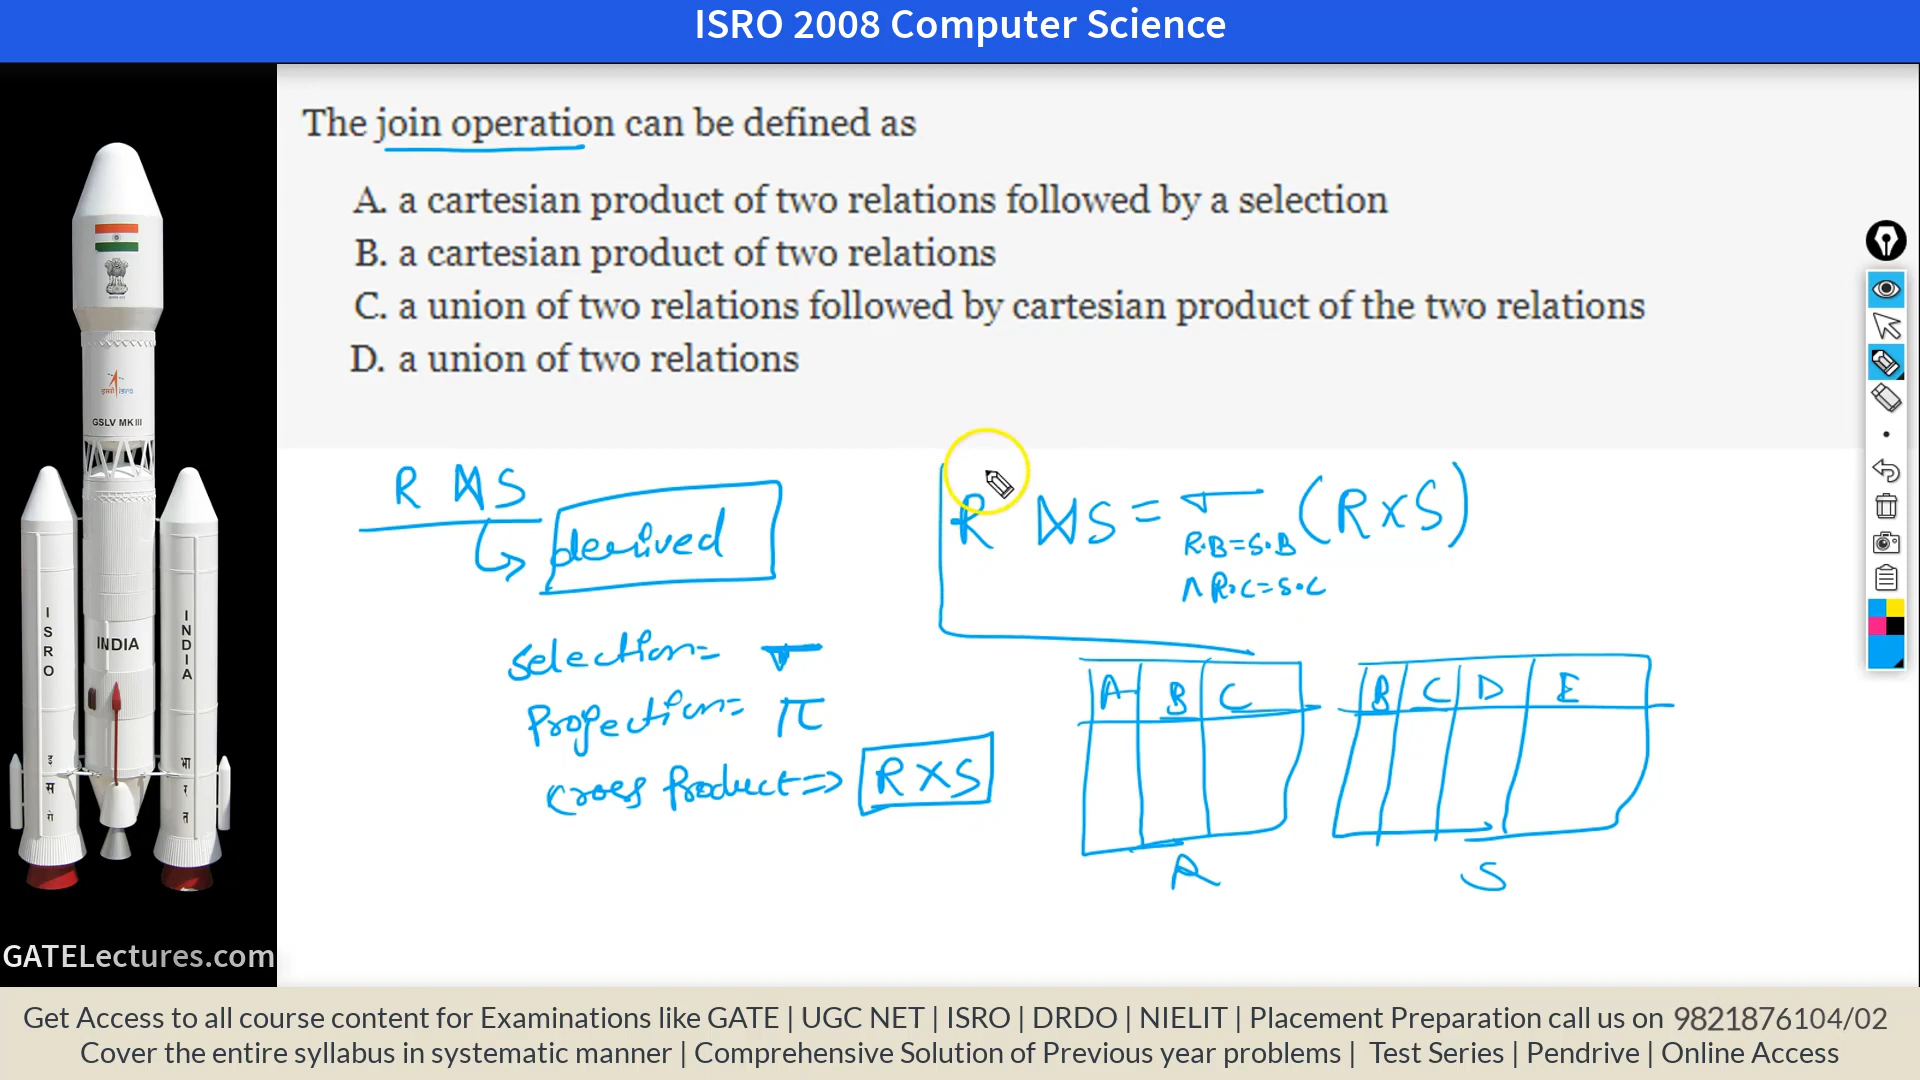 ISRO 2008 Computer Science
The join operation can be defined as
A. a cartesian product of two relations followed by a selection
B. a cartesian product of two relations
C. a union of two relations followed by cartesian product of the two relations
D. a union of two relations
R ⋈ S
derived
Selection= σ
Projection= π
Cross Product=> R X S
R ⋈ S = σ (R x S)
R.B=S.B
∧ R.C=S.C
A B C
B C D E
R
S
GSLV MKIII
इसरो isro
ISRO
INDIA
INDIA
GATELectures.com
Get Access to all course content for Examinations like GATE | UGC NET | ISRO | DRDO | NIELIT | Placement Preparation call us on 9821876104/02
Cover the entire syllabus in systematic manner | Comprehensive Solution of Previous year problems | Test Series | Pendrive | Online Access